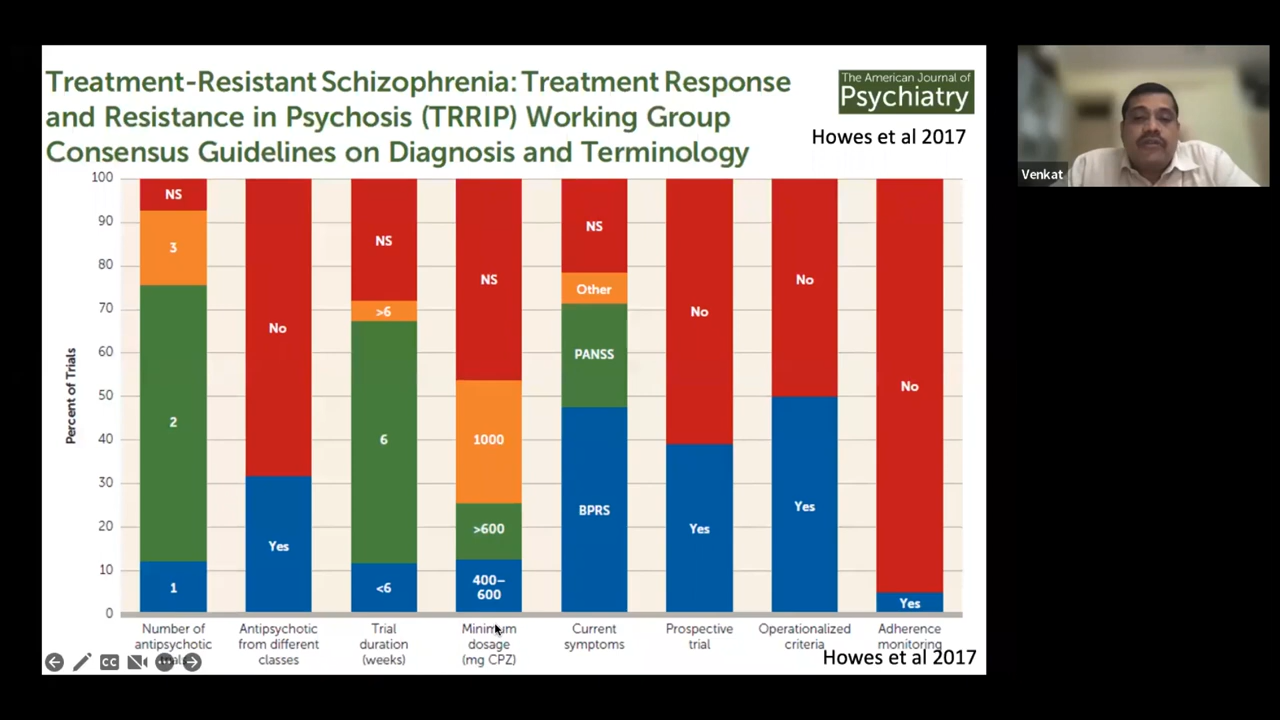 Treatment-Resistant Schizophrenia: Treatment Response
and Resistance in Psychosis (TRRIP) Working Group
Consensus Guidelines on Diagnosis and Terminology
The American Journal of
Psychiatry
Howes et al 2017
Venkat
Percent of Trials
100
90
80
70
60
50
40
30
20
10
0
NS
3
2
1
No
Yes
NS
>6
6
<6
NS
1000
>600
400–
600
NS
Other
PANSS
BPRS
No
Yes
No
Yes
No
Yes
Number of
antipsychotic
Antipsychotic
from different
classes
Trial
duration
(weeks)
Minimum
dosage
(mg CPZ)
Current
symptoms
Prospective
trial
Operationalized
criteria
Adherence
monitoring
CC
Howes et al 2017